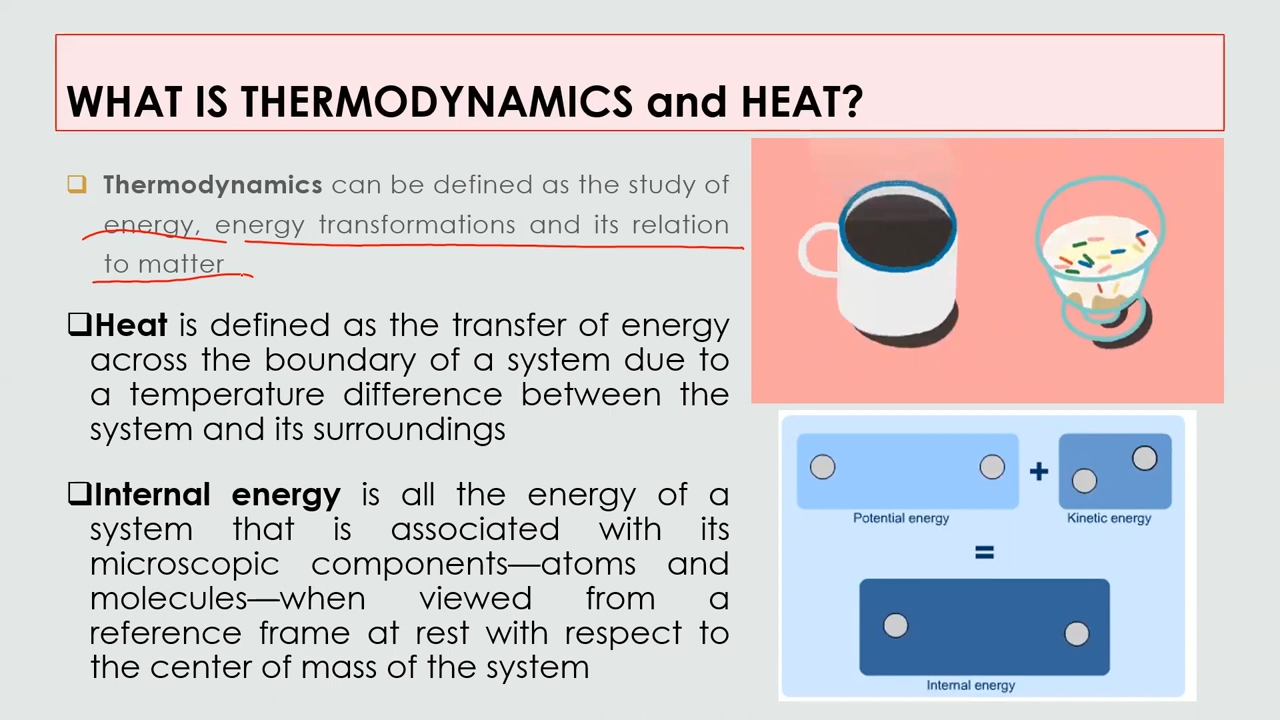 WHAT IS THERMODYNAMICS and HEAT?
❑ Thermodynamics can be defined as the study of
energy, energy transformations and its relation
to matter
❑Heat is defined as the transfer of energy
across the boundary of a system due to
a temperature difference between the
system and its surroundings
❑Internal energy is all the energy of a
system that is associated with its
microscopic components—atoms and
molecules—when viewed from a
reference frame at rest with respect to
the center of mass of the system
+
Potential energy
Kinetic energy
=
Internal energy